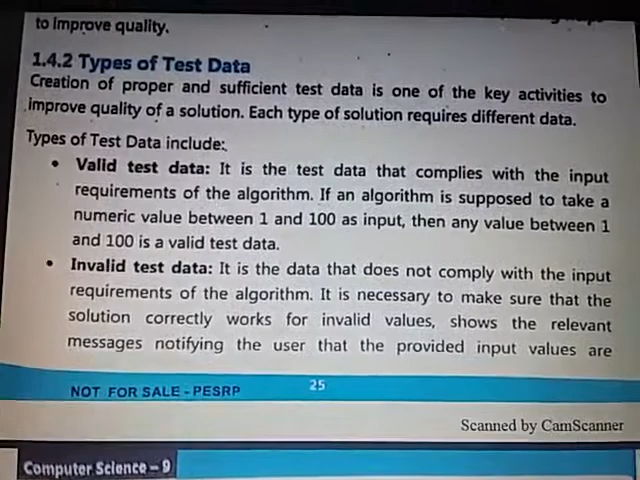 to improve quality.
1.4.2 Types of Test Data
Creation of proper and sufficient test data is one of the key activities to
improve quality of a solution. Each type of solution requires different data.
Types of Test Data include:
• Valid test data: It is the test data that complies with the input
requirements of the algorithm. If an algorithm is supposed to take a
numeric value between 1 and 100 as input, then any value between 1
and 100 is a valid test data.
• Invalid test data: It is the data that does not comply with the input
requirements of the algorithm. It is necessary to make sure that the
solution correctly works for invalid values, shows the relevant
messages notifying the user that the provided input values are
NOT FOR SALE - PESRP
25
Scanned by CamScanner
Computer Science – 9